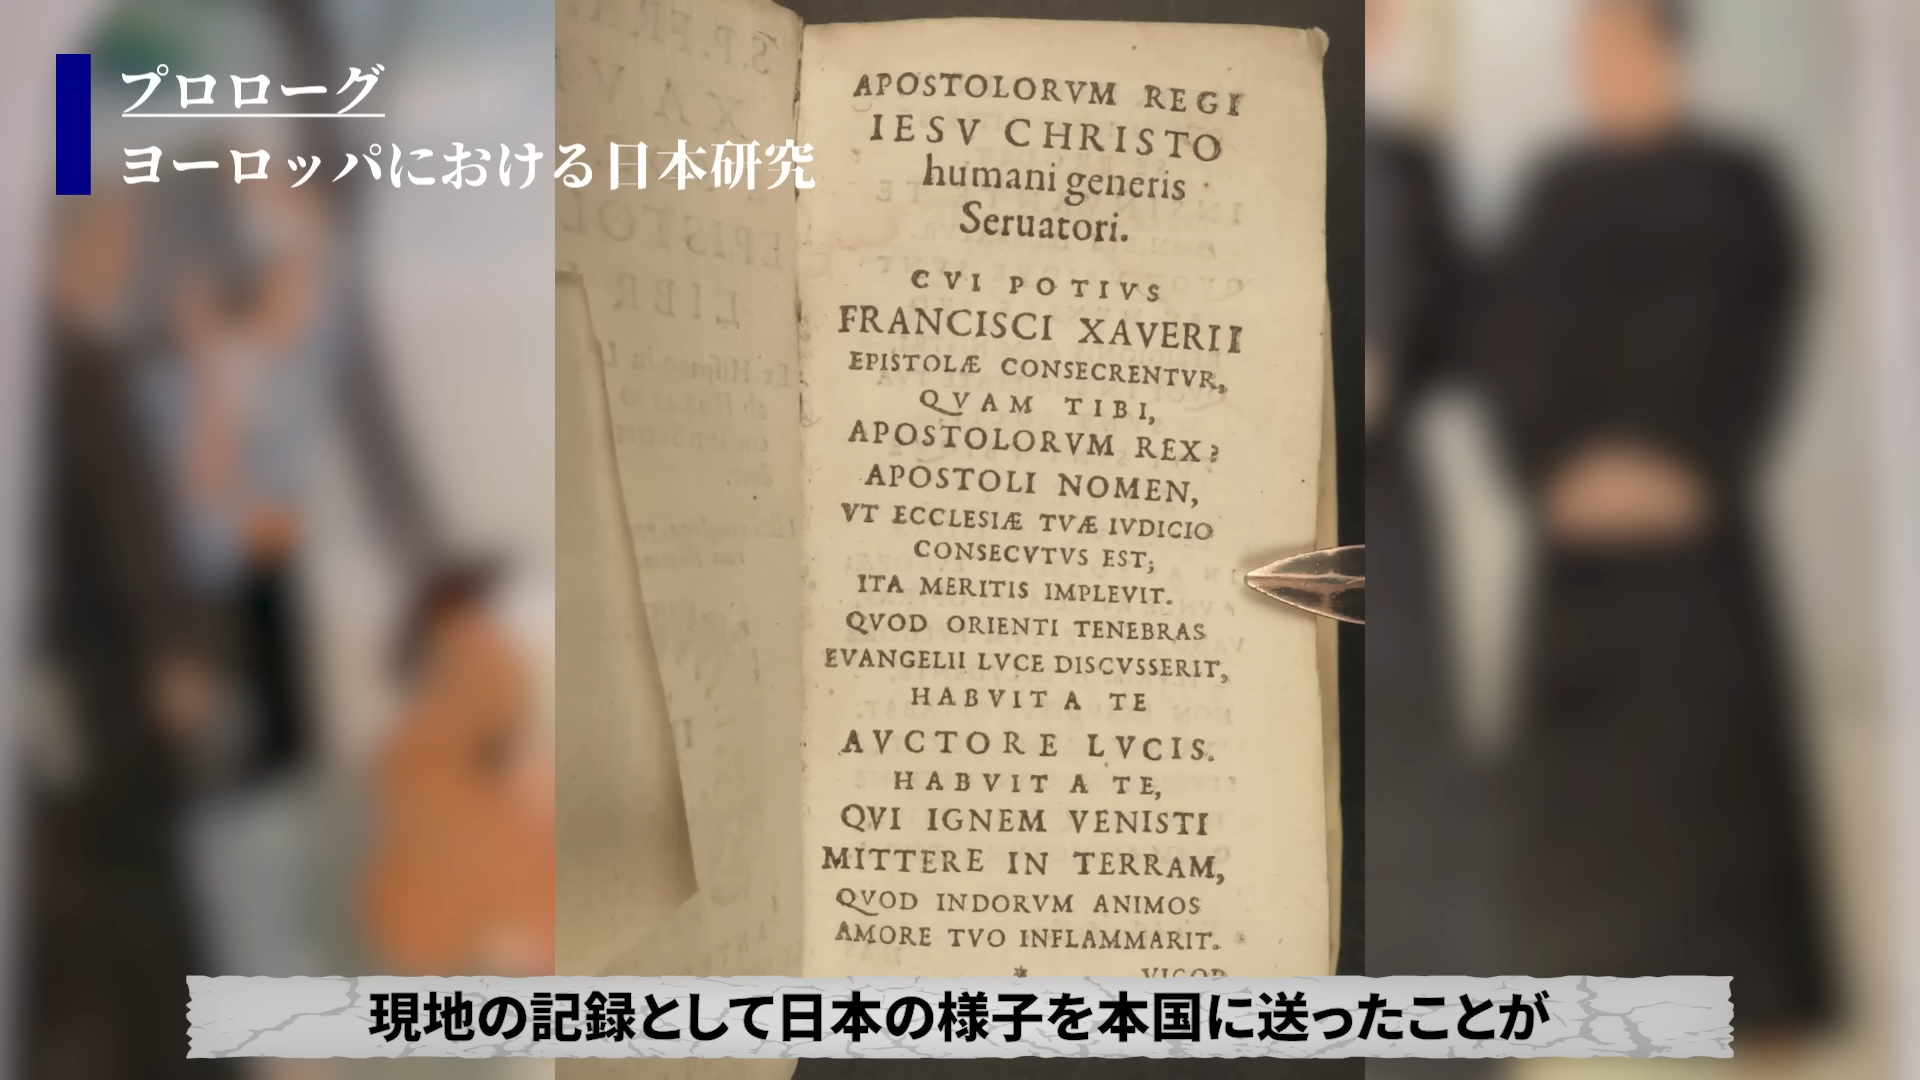 プロローグ
ヨーロッパにおける日本研究
APOSTOLORVM REGI
IESV CHRISTO
humani generis
Seruatori.
CVI POTIVS
FRANCISCI XAVERII
EPISTOLÆ CONSECRENTVR,
QVAM TIBI,
APOSTOLORVM REX?
APOSTOLI NOMEN,
VT ECCLESIÆ TVÆ IVDICIO
CONSECVTVS EST;
ITA MERITIS IMPLEVIT.
QVOD ORIENTI TENEBRAS
EVANGELII LVCE DISCVSSERIT,
HABVIT A TE
AVCTORE LVCIS.
HABVIT A TE,
QVI IGNEM VENISTI
MITTERE IN TERRAM,
QVOD INDORVM ANIMOS
AMORE TVO INFLAMMARIT.
*
現地の記録として日本の様子を本国に送ったことが